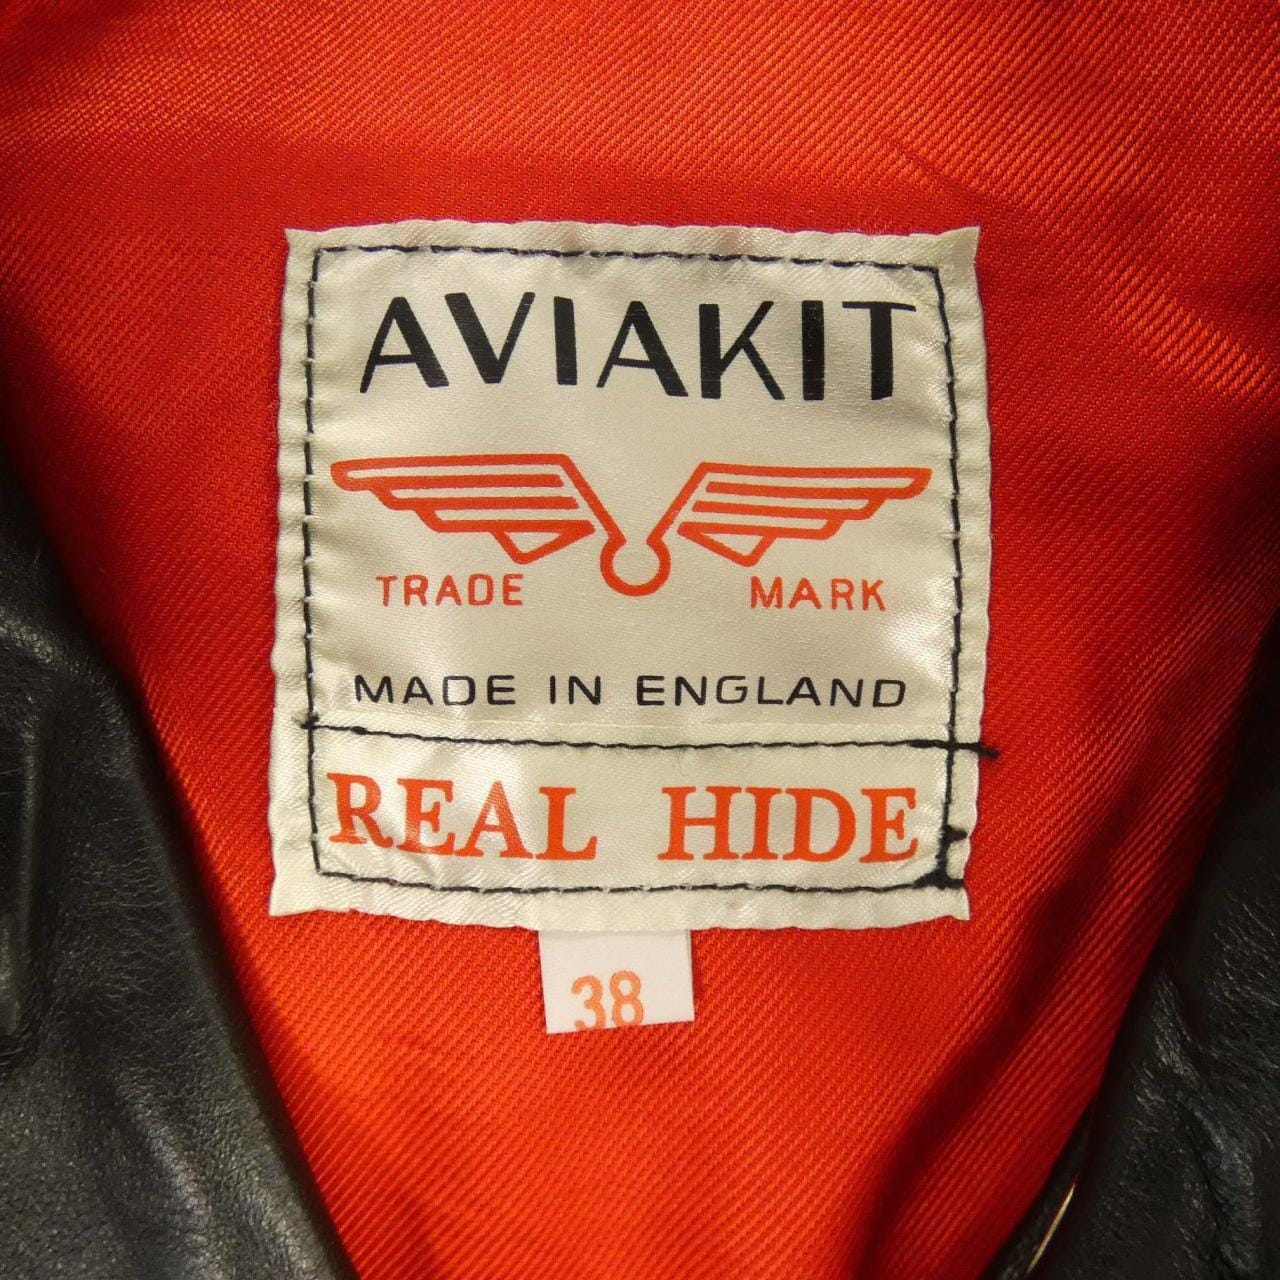 AVIAKIT
TRADE MARK
MADE IN ENGLAND
REAL HIDE
38